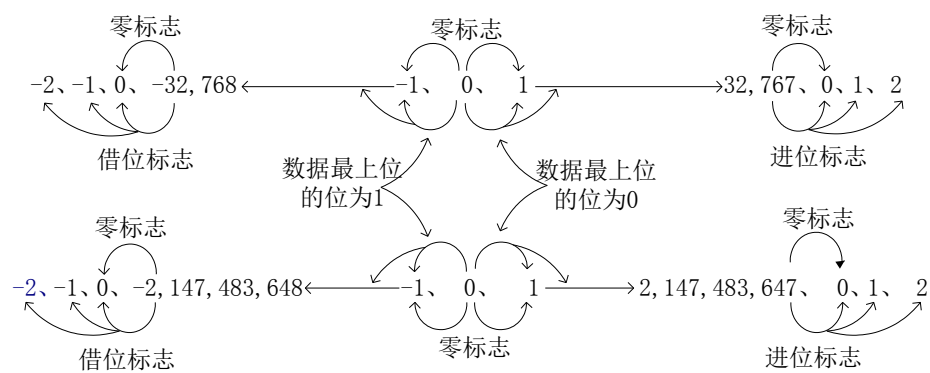 零标志
零标志
零标志
-2、-1、0、-32,768
-1、 0、 1
32,767、0、1、2
借位标志
进位标志
数据最上位
的位为1
数据最上位
的位为0
零标志
零标志
-2、-1、0、-2,147,483,648
-1、 0、 1
2,147,483,647、 0、1、 2
借位标志
零标志
进位标志